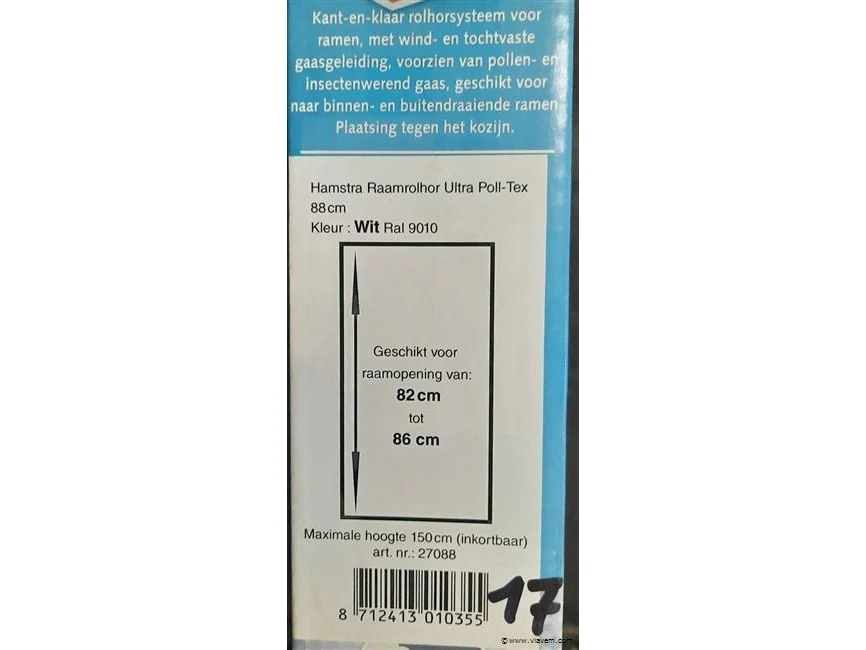 Kant-en-klaar rolhorsysteem voor
ramen, met wind- en tochtvaste
gaasgeleiding, voorzien van pollen- en
insectenwerend gaas, geschikt voor
naar binnen- en buitendraaiende ramen
Plaatsing tegen het kozijn.
Hamstra Raamrolhor Ultra Poll-Tex
88cm
Kleur : Wit Ral 9010
Geschikt voor
raamopening van:
82cm
tot
86 cm
Maximale hoogte 150cm (inkortbaar)
art. nr.: 27088
8 712413 010355
17
©www.vlavem.com